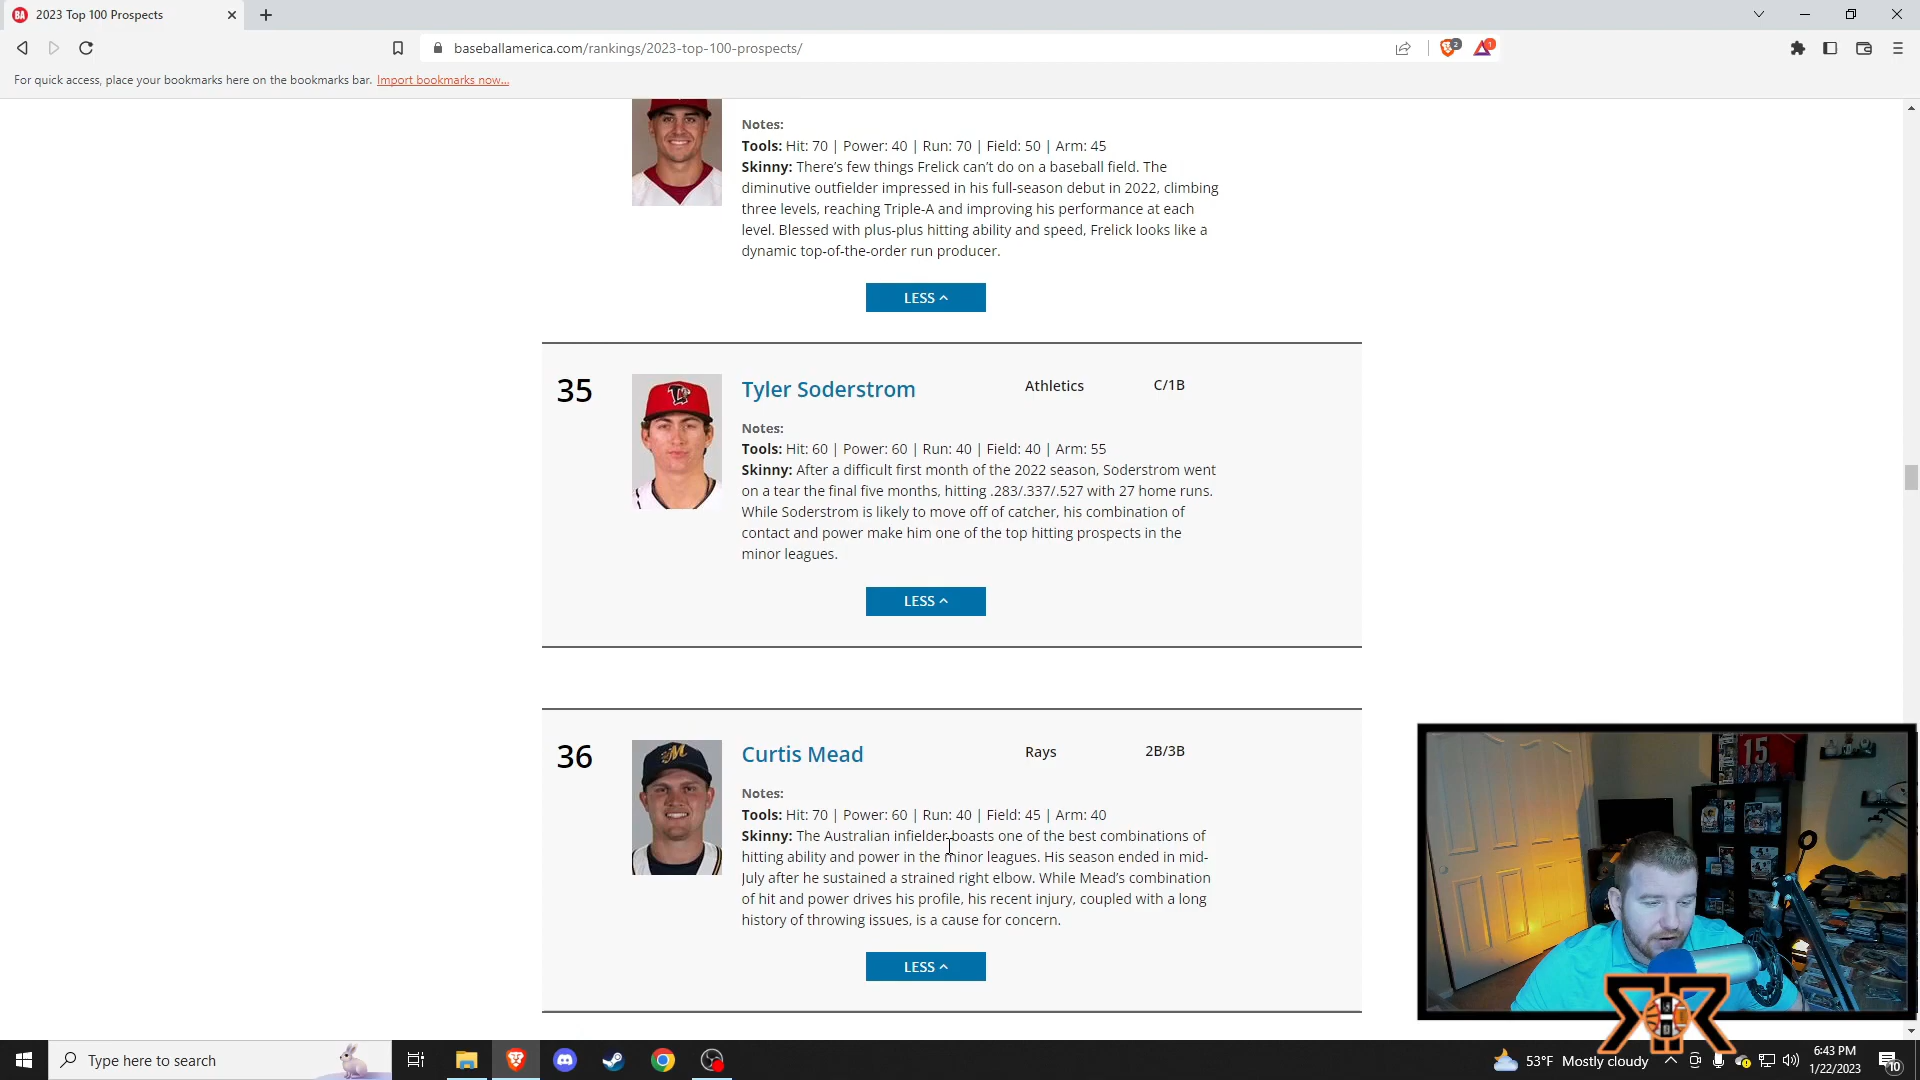 BA 2023 Top 100 Prospects
baseballamerica.com/rankings/2023-top-100-prospects/
2
1
For quick access, place your bookmarks here on the bookmarks bar. Import bookmarks now...
Notes:
Tools: Hit: 70 | Power: 40 | Run: 70 | Field: 50 | Arm: 45
Skinny: There's few things Frelick can't do on a baseball field. The
diminutive outfielder impressed in his full-season debut in 2022, climbing
three levels, reaching Triple-A and improving his performance at each
level. Blessed with plus-plus hitting ability and speed, Frelick looks like a
dynamic top-of-the-order run producer.
LESS
35
Tyler Soderstrom
Athletics
C/1B
Notes:
Tools: Hit: 60 | Power: 60 | Run: 40 | Field: 40 | Arm: 55
Skinny: After a difficult first month of the 2022 season, Soderstrom went
on a tear the final five months, hitting .283/.337/.527 with 27 home runs.
While Soderstrom is likely to move off of catcher, his combination of
contact and power make him one of the top hitting prospects in the
minor leagues.
LESS
36
M
Curtis Mead
Rays
2B/3B
Notes:
Tools: Hit: 70 | Power: 60 | Run: 40 | Field: 45 | Arm: 40
Skinny: The Australian infielder boasts one of the best combinations of
hitting ability and power in the minor leagues. His season ended in mid-
July after he sustained a strained right elbow. While Mead's combination
of hit and power drives his profile, his recent injury, coupled with a long
history of throwing issues, is a cause for concern.
LESS
15
Type here to search
53°F Mostly cloudy
6:43 PM
1/22/2023
10